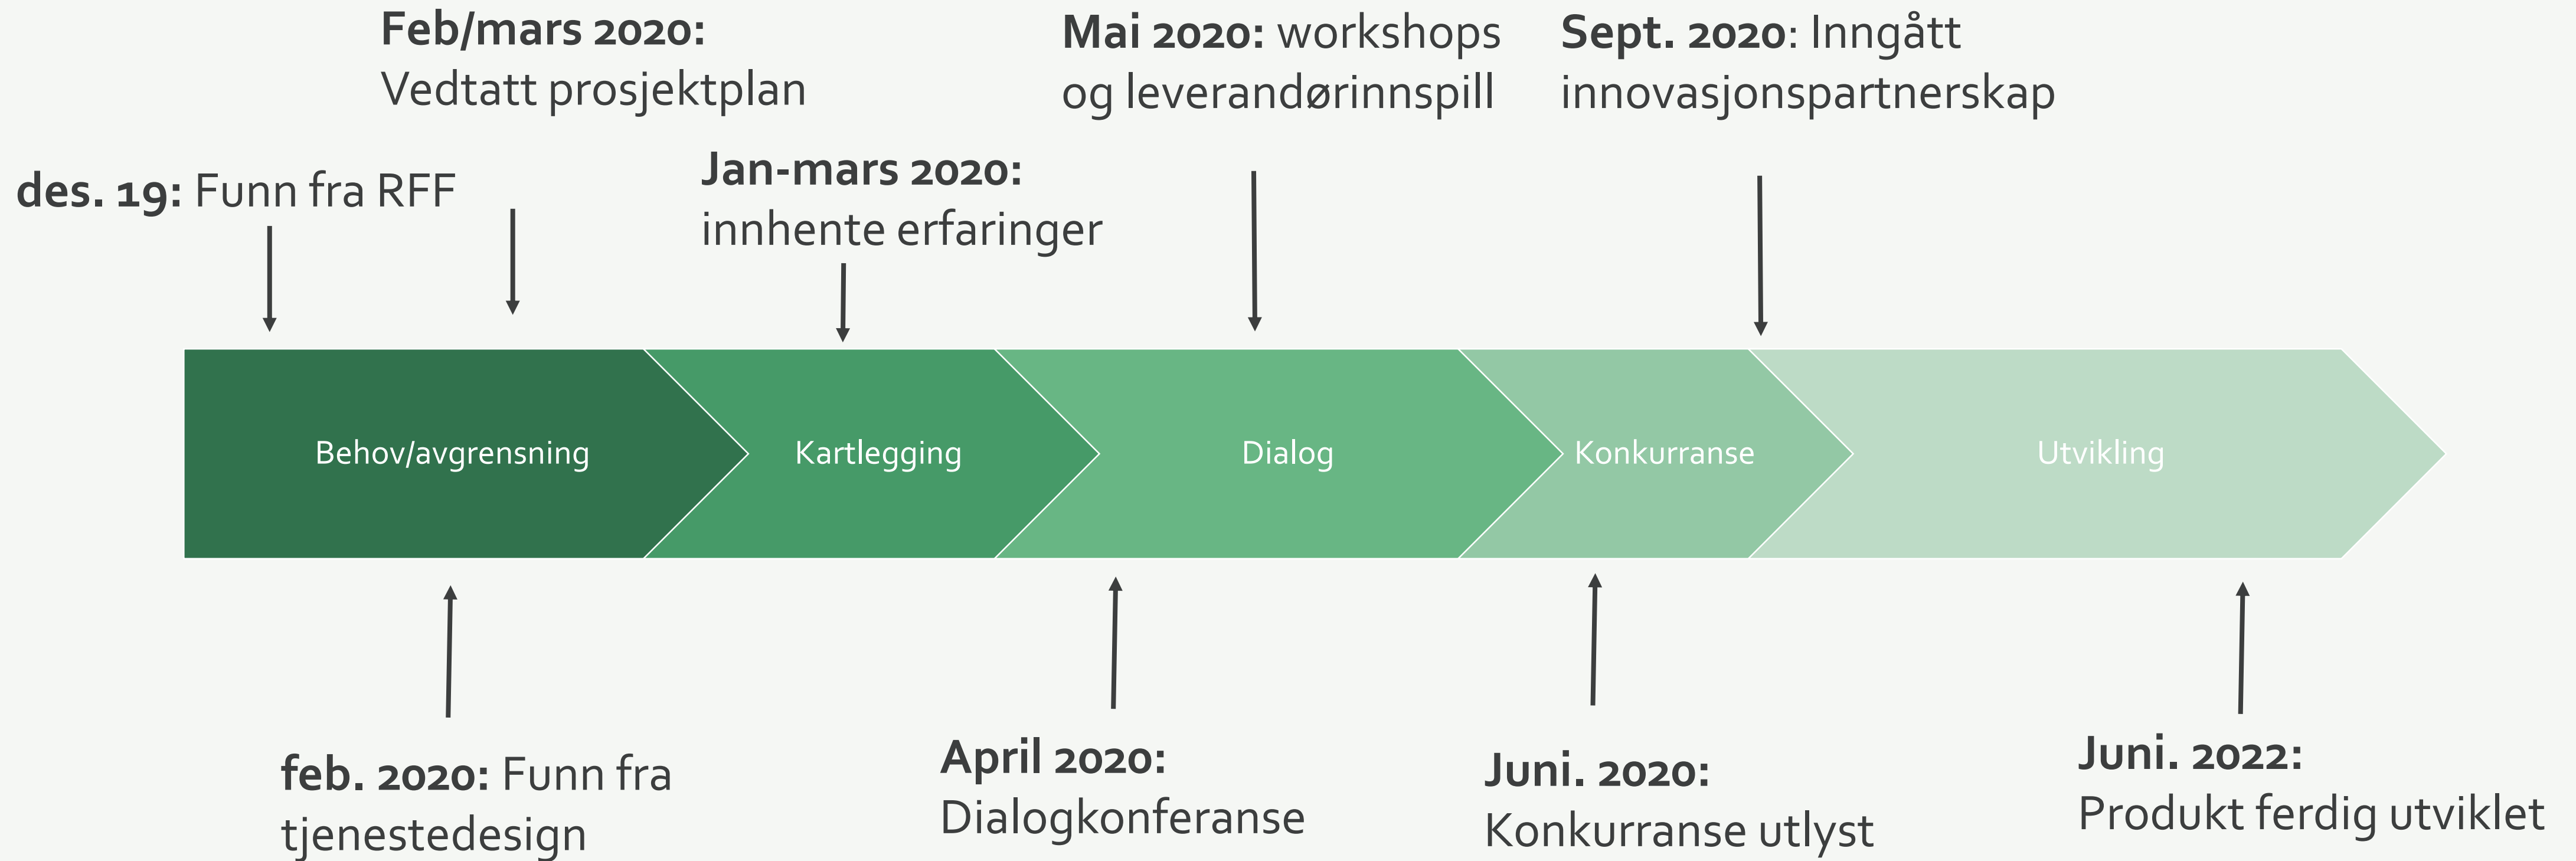 Feb/mars 2020:
Vedtatt prosjektplan
Mai 2020: workshops
og leverandørinnspill
Sept. 2020: Inngått
innovasjonspartnerskap
des. 19: Funn fra RFF
Jan-mars 2020:
innhente erfaringer
Behov/avgrensning
Kartlegging
Dialog
Konkurranse
Utvikling
feb. 2020: Funn fra
tjenestedesign
April 2020:
Dialogkonferanse
Juni. 2020:
Konkurranse utlyst
Juni. 2022:
Produkt ferdig utviklet